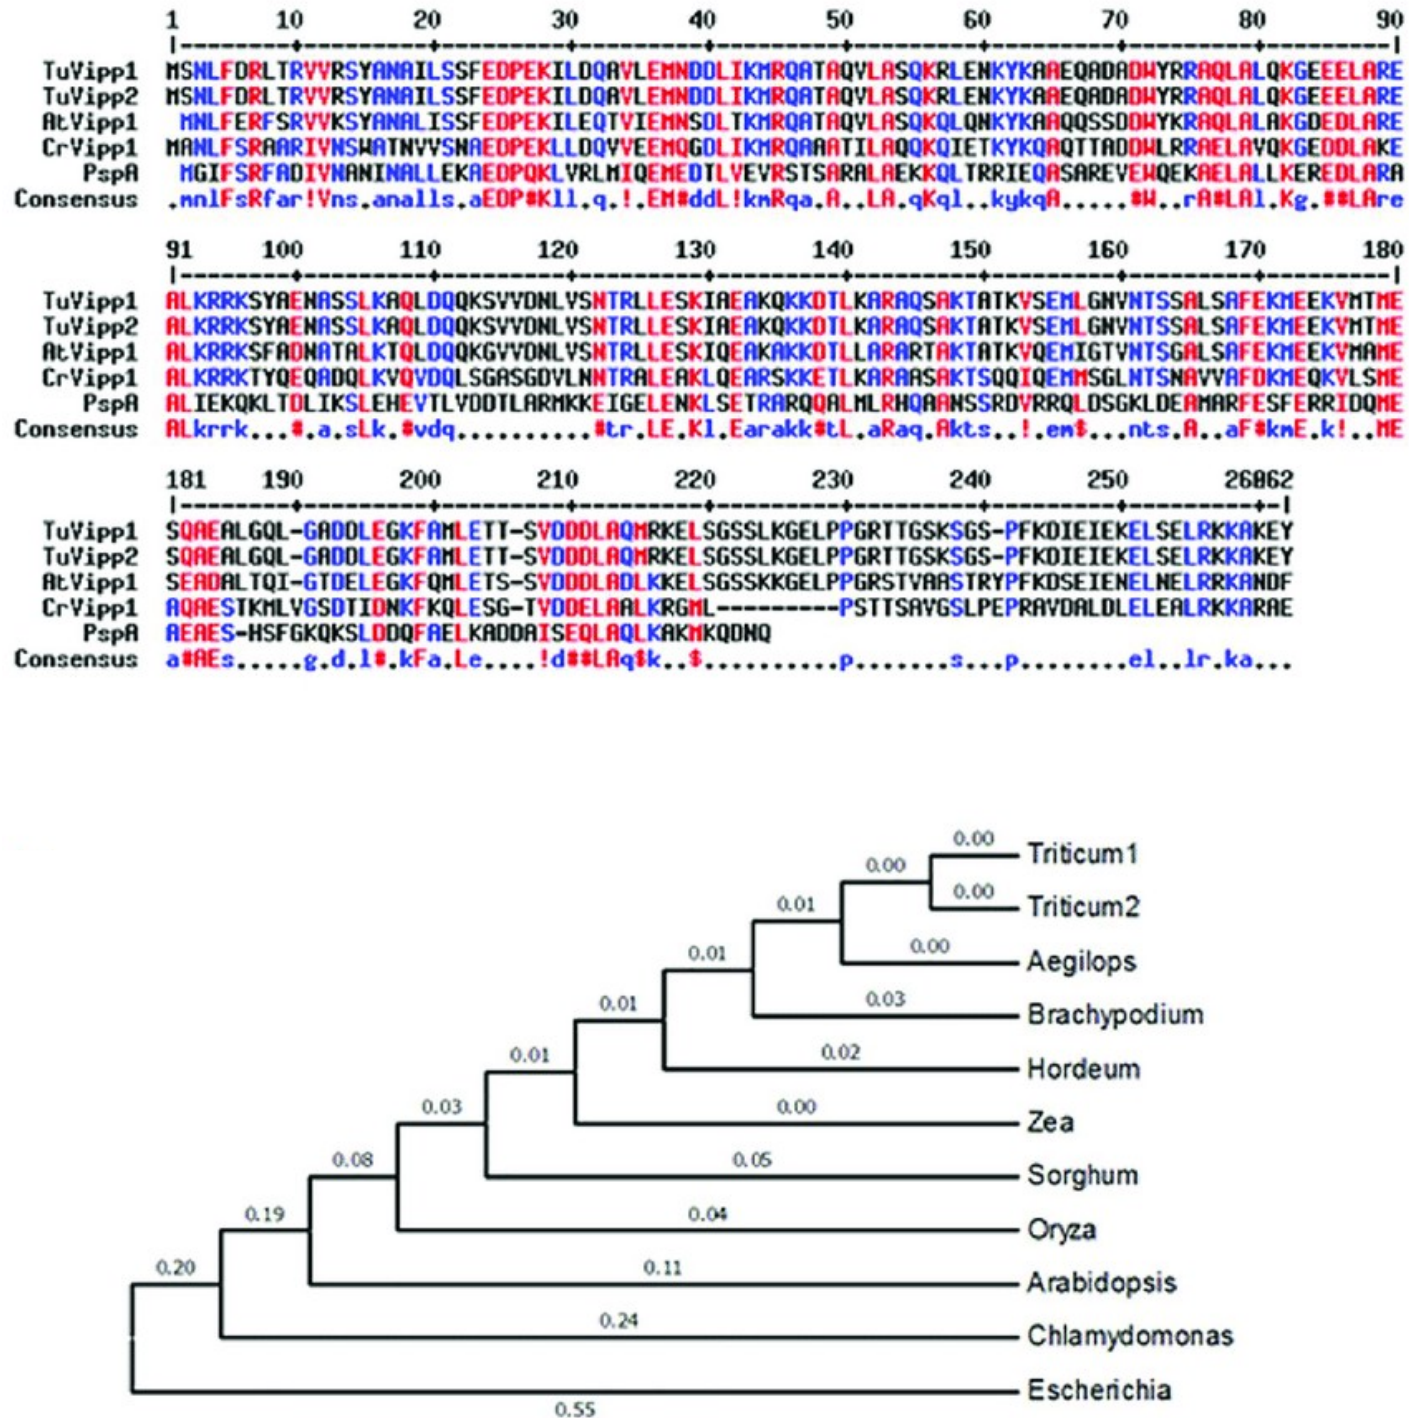 1 10 20 30 40 50 60 70 80 90
|--------+---------+---------+---------+---------+---------+---------+---------+---------|
TuVipp1 MSNLFDRLTRVVRSYANAILSSFEDPEKILDQAVLEMNDDLIKMRQATAQVLASQKRLENKYKAAEQADADWYRRAQLALQKGEEELARE
TuVipp2 MSNLFDRLTRVVRSYANAILSSFEDPEKILDQAVLEMNDDLIKMRQATAQVLASQKRLENKYKAAEQADADWYRRAQLALQKGEEELARE
AtVipp1 MNLFERFSRVVKSYANALISSFEDPEKILEQTVIEMNSDLTKMRQATAQVLASQKQLQNKYKAAQQSSDDWYKRAQLALAKGDEDLARE
CrVipp1 MANLFSRAARIVNSWATNVVSNAEDPEKLLDQVVEEMQGDLIKMRQAAATILAQQKQIETKYKQAQTTADDWLRRAELAVQKGEDDLAKE
PspA MGIFSRFADIVNANINALLEKAEDPQKLVRLMIQEMEDTLVEVRSTSARALAEKKQLTRRIEQASAREVEWQEKAELALLKEREDLARA
Consensus .mnlFsRfar!Vns.analls.aEDP#Kll.q.!.EM#ddL!kmRqa.A..LA.qKql..kykqA.....#W..rA#LAl.Kg.##LAre
91 100 110 120 130 140 150 160 170 180
|--------+---------+---------+---------+---------+---------+---------+---------+---------|
TuVipp1 ALKRRKSYAENASSLKAQLDQQKSVVDNLVSNTRLLESKIAEAKQKKDTLKARAQSAKTATKVSEMLGNVNTSSALSAFEKMEEKVMTME
TuVipp2 ALKRRKSYAENASSLKAQLDQQKSVVDNLVSNTRLLESKIAEAKQKKDTLKARAQSAKTATKVSEMLGNVNTSSALSAFEKMEEKVMTME
AtVipp1 ALKRRKSFADNATALKTQLDQQKGVVDNLVSNTRLLESKIQEAKAKKDTLLARARTAKTATKVQEMIGTVNTSGALSAFEKMEEKVMAME
CrVipp1 ALKRRKTYQEQADQLKVQVDQLSGASGDVLNNTRALEAKLQEARSKKETLKARAASAKTSQQIQEMMSGLNTSNAVVAFDKMEQKVLSME
PspA ALIEKQKLTDLIKSLEHEVTLVDDTLARMKKEIGELENKLSETRARQQALMLRHQAANSSRDVRRQLDSGKLDEAMARFESFERRIDQME
Consensus ALkrrk...#.a.sLk.#vdq..........#tr.LE.Kl.Earakk#tL.aRaq.Akts..!.em$...nts.A..aF#kmE.k!..ME
181 190 200 210 220 230 240 250 260262
|--------+---------+---------+---------+---------+---------+---------+---------+-|
TuVipp1 SQAEALGQL-GADDLEGKFAMLETT-SVDDDLAQMRKELSGSSLKGELPPGRTTGSKSGS-PFKDIEIEKELSELRKKAKEY
TuVipp2 SQAEALGQL-GADDLEGKFAMLETT-SVDDDLAQMRKELSGSSLKGELPPGRTTGSKSGS-PFKDIEIEKELSELRKKAKEY
AtVipp1 SEADALTQI-GTDELEGKFQMLETS-SVDDDLADLKKELSGSSKKGELPPGRSTVAASTRYPFKDSEIENELNELRRKANDF
CrVipp1 AQAESTKMLVGSDTIDNKFKQLESG-TVDDELAALKRGML---------PSTTSAVGSLPEPRAVDALDLELEALRKKARAE
PspA AEAES-HSFGKQKSLDDQFAELKADDAISEQLAQLKAKMKQDNQ
Consensus a#AEs.....g.d.l#.kFa.Le....!d##LAq$k..$..........p.......s...p........el..lr.ka...
0.00
Triticum1
0.00
0.00
Triticum2
0.01
0.00
Aegilops
0.01
0.03
Brachypodium
0.01
0.02
Hordeum
0.01
0.00
Zea
0.03
0.05
Sorghum
0.08
0.04
Oryza
0.19
0.11
Arabidopsis
0.20
0.24
Chlamydomonas
Escherichia
0.55